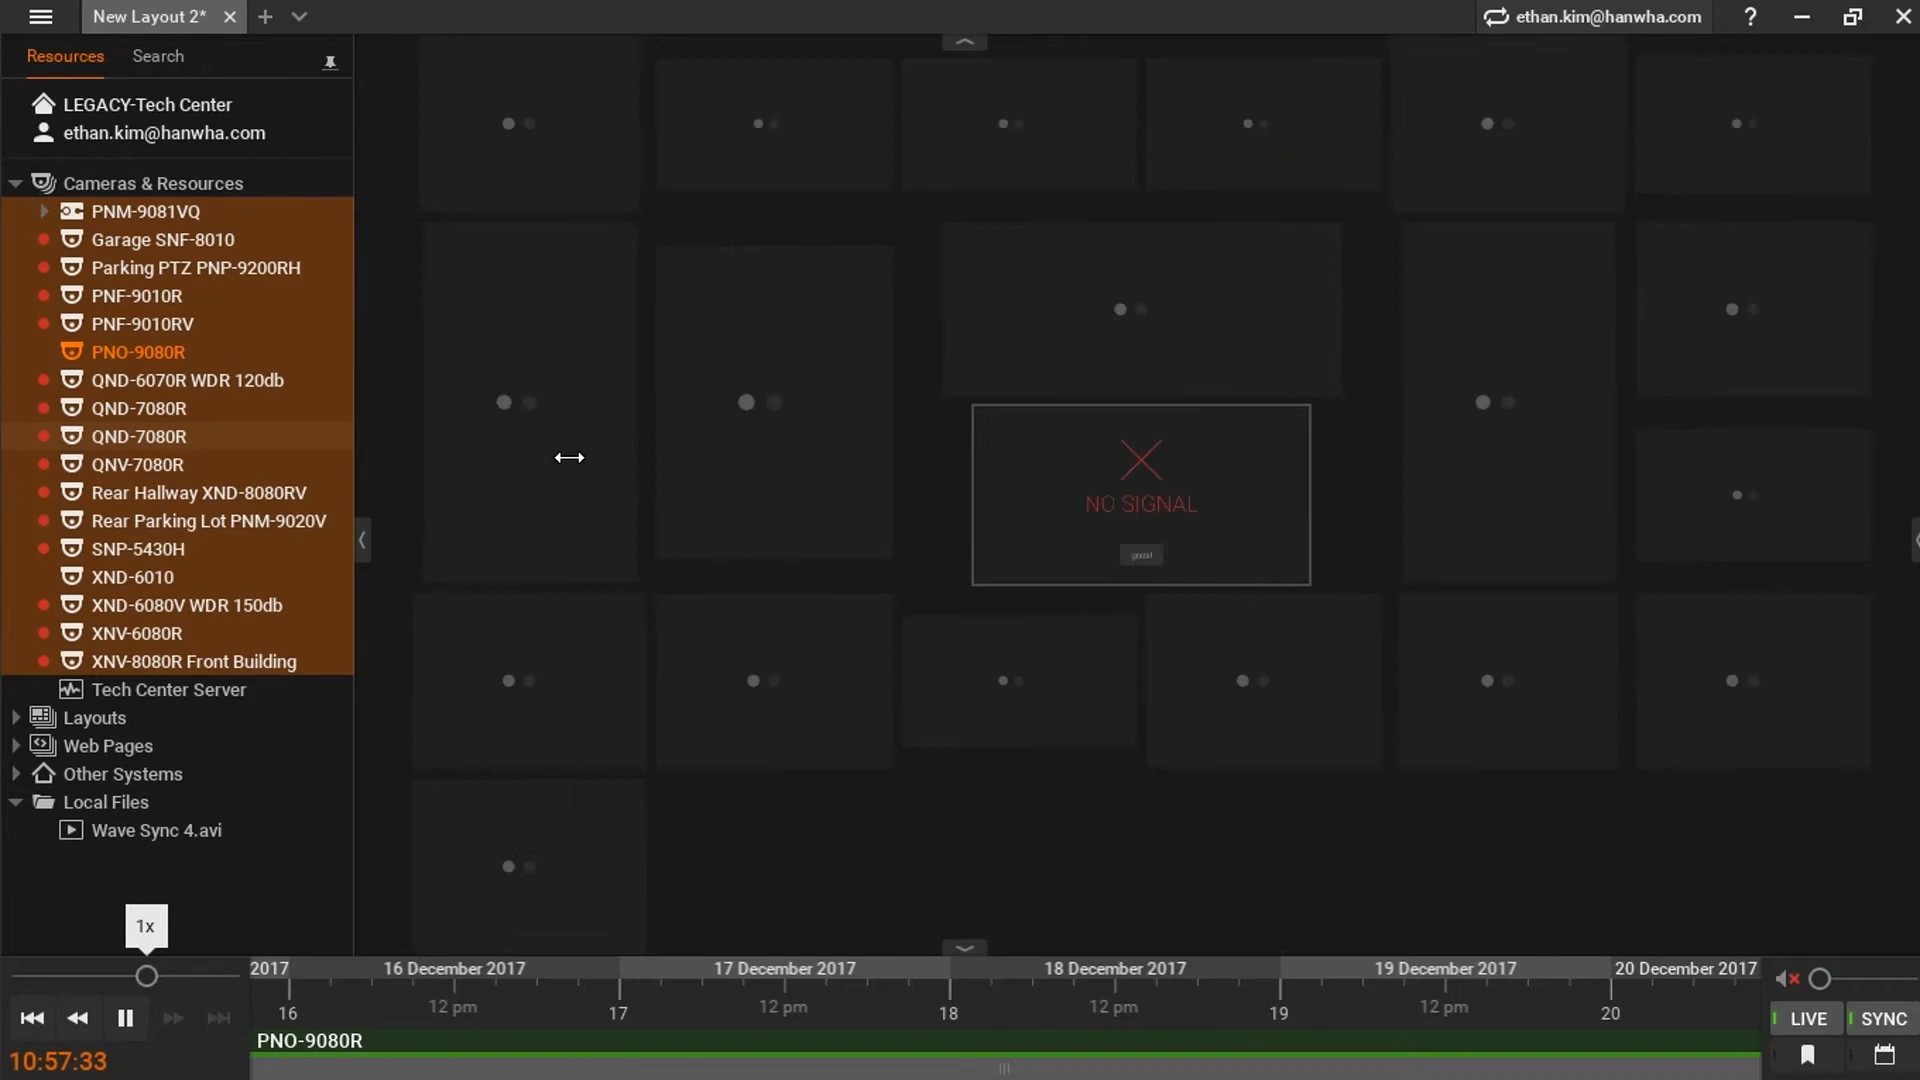 New Layout 2*
ethan.kim@hanwha.com
?
Resources Search
LEGACY-Tech Center
ethan.kim@hanwha.com
Cameras & Resources
PNM-9081VQ
Garage SNF-8010
Parking PTZ PNP-9200RH
PNF-9010R
PNF-9010RV
PNO-9080R
QND-6070R WDR 120db
QND-7080R
QND-7080R
QNV-7080R
Rear Hallway XND-8080RV
Rear Parking Lot PNM-9020V
SNP-5430H
XND-6010
XND-6080V WDR 150db
XNV-6080R
XNV-8080R Front Building
Tech Center Server
Layouts
Web Pages
Other Systems
Local Files
Wave Sync 4.avi
NO SIGNAL
1x
2017 16 December 2017 17 December 2017 18 December 2017 19 December 2017 20 December 2017
16 12 pm 17 12 pm 18 12 pm 19 12 pm 20
PNO-9080R
10:57:33
LIVE SYNC